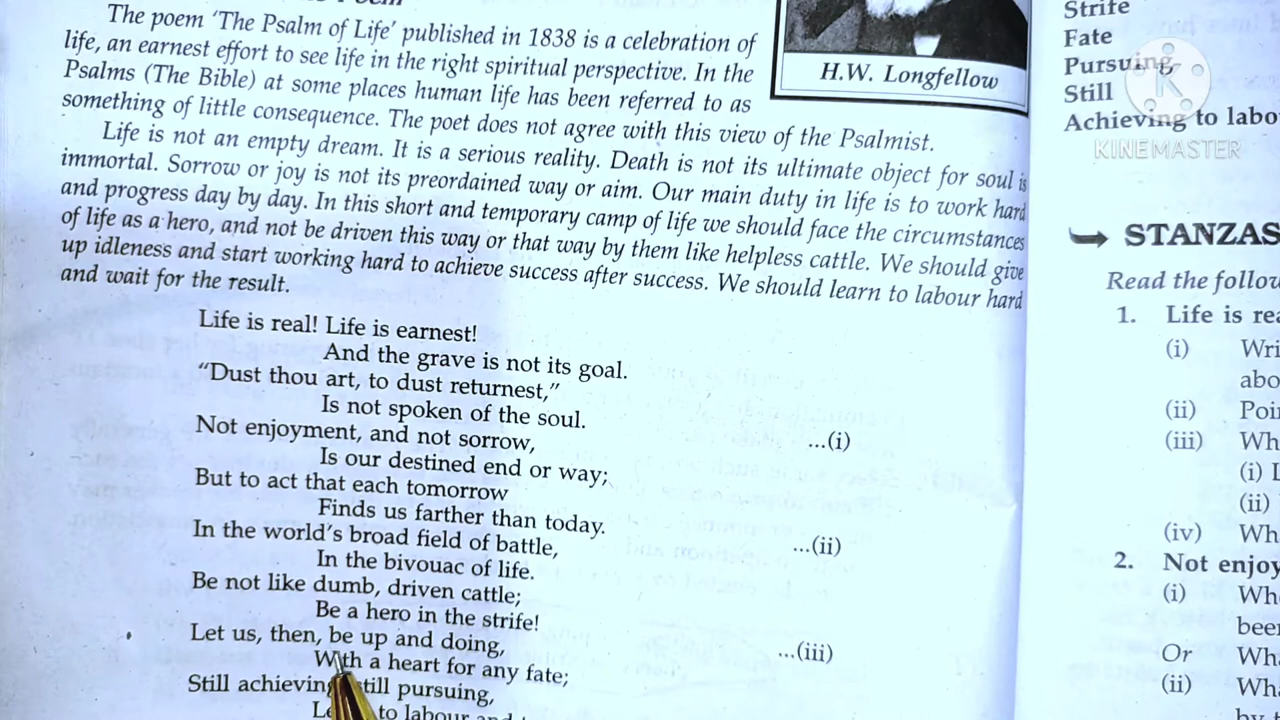 The poem 'The Psalm of Life' published in 1838 is a celebration of
life, an earnest effort to see life in the right spiritual perspective. In the
Psalms (The Bible) at some places human life has been referred to as
something of little consequence. The poet does not agree with this view of the Psalmist.
Life is not an empty dream. It is a serious reality. Death is not its ultimate object for soul is
immortal. Sorrow or joy is not its preordained way or aim. Our main duty in life is to work hard
and progress day by day. In this short and temporary camp of life we should face the circumstances
of life as a hero, and not be driven this way or that way by them like helpless cattle. We should give
up idleness and start working hard to achieve success after success. We should learn to labour hard
and wait for the result.
H.W. Longfellow
Life is real! Life is earnest!
And the grave is not its goal.
"Dust thou art, to dust returnest,"
Is not spoken of the soul. ...(i)
Not enjoyment, and not sorrow,
Is our destined end or way;
But to act that each tomorrow
Finds us farther than today. ...(ii)
In the world's broad field of battle,
In the bivouac of life.
Be not like dumb, driven cattle;
Be a hero in the strife! ...(iii)
Let us, then, be up and doing,
With a heart for any fate;
Still achieving still pursuing,
to labour
Strife
Fate
Pursuing
Still
Achieving to labo
KINEMASTER
STANZAS
Read the follow
1. Life is rea
(i) Wri
abo
(ii) Poin
(iii) Wh
(i) I
(ii)
(iv) Wh
2. Not enjoy
(i) Wh
been
Or Wha
(ii) Wha
by t